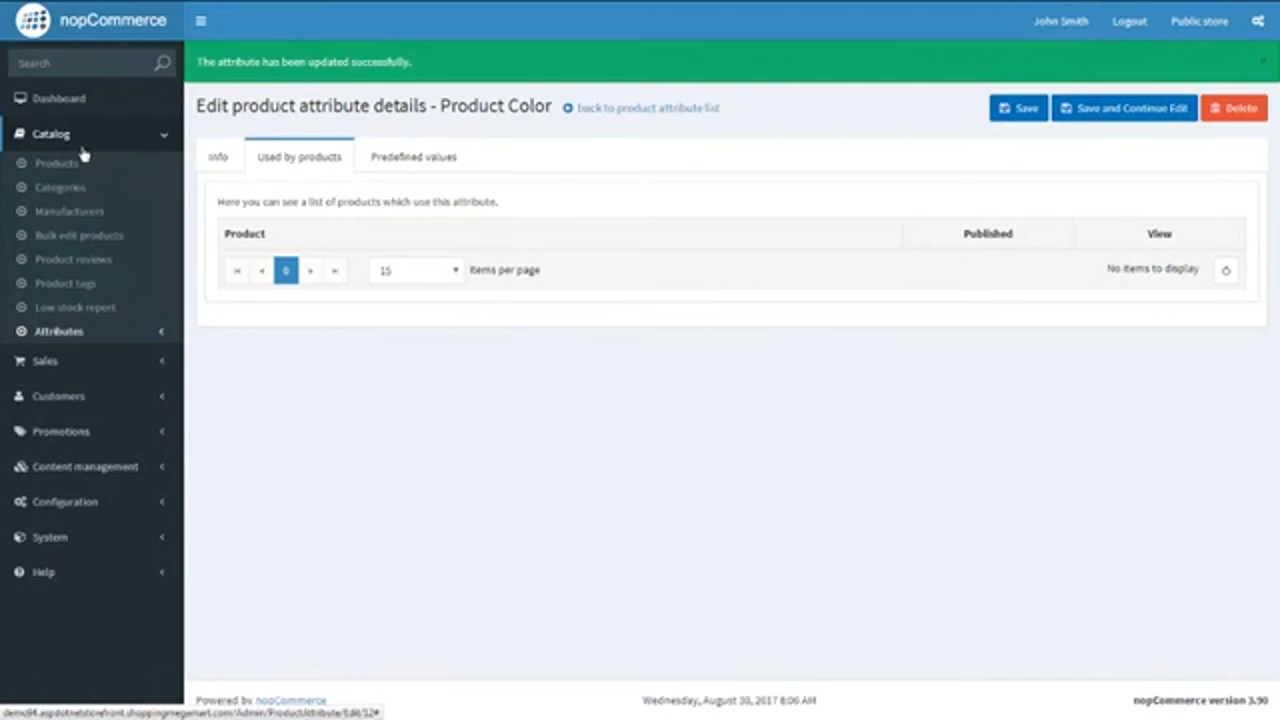 nopCommerce
John Smith Logout Public store
Search
The attribute has been updated successfully.
Dashboard
Edit product attribute details - Product Color back to product attribute list
Save Save and Continue Edit Delete
Catalog
Info Used by products Predefined values
Products
Categories
Here you can see a list of products which use this attribute.
Manufacturers
Bulk edit products
Product Published View
Product reviews
0 15 items per page No items to display
Product tags
Low stock report
Attributes
Sales
Customers
Promotions
Content management
Configuration
System
Help
Powered by nopCommerce Wednesday, August 30, 2017 8:06 AM nopCommerce version 3.90